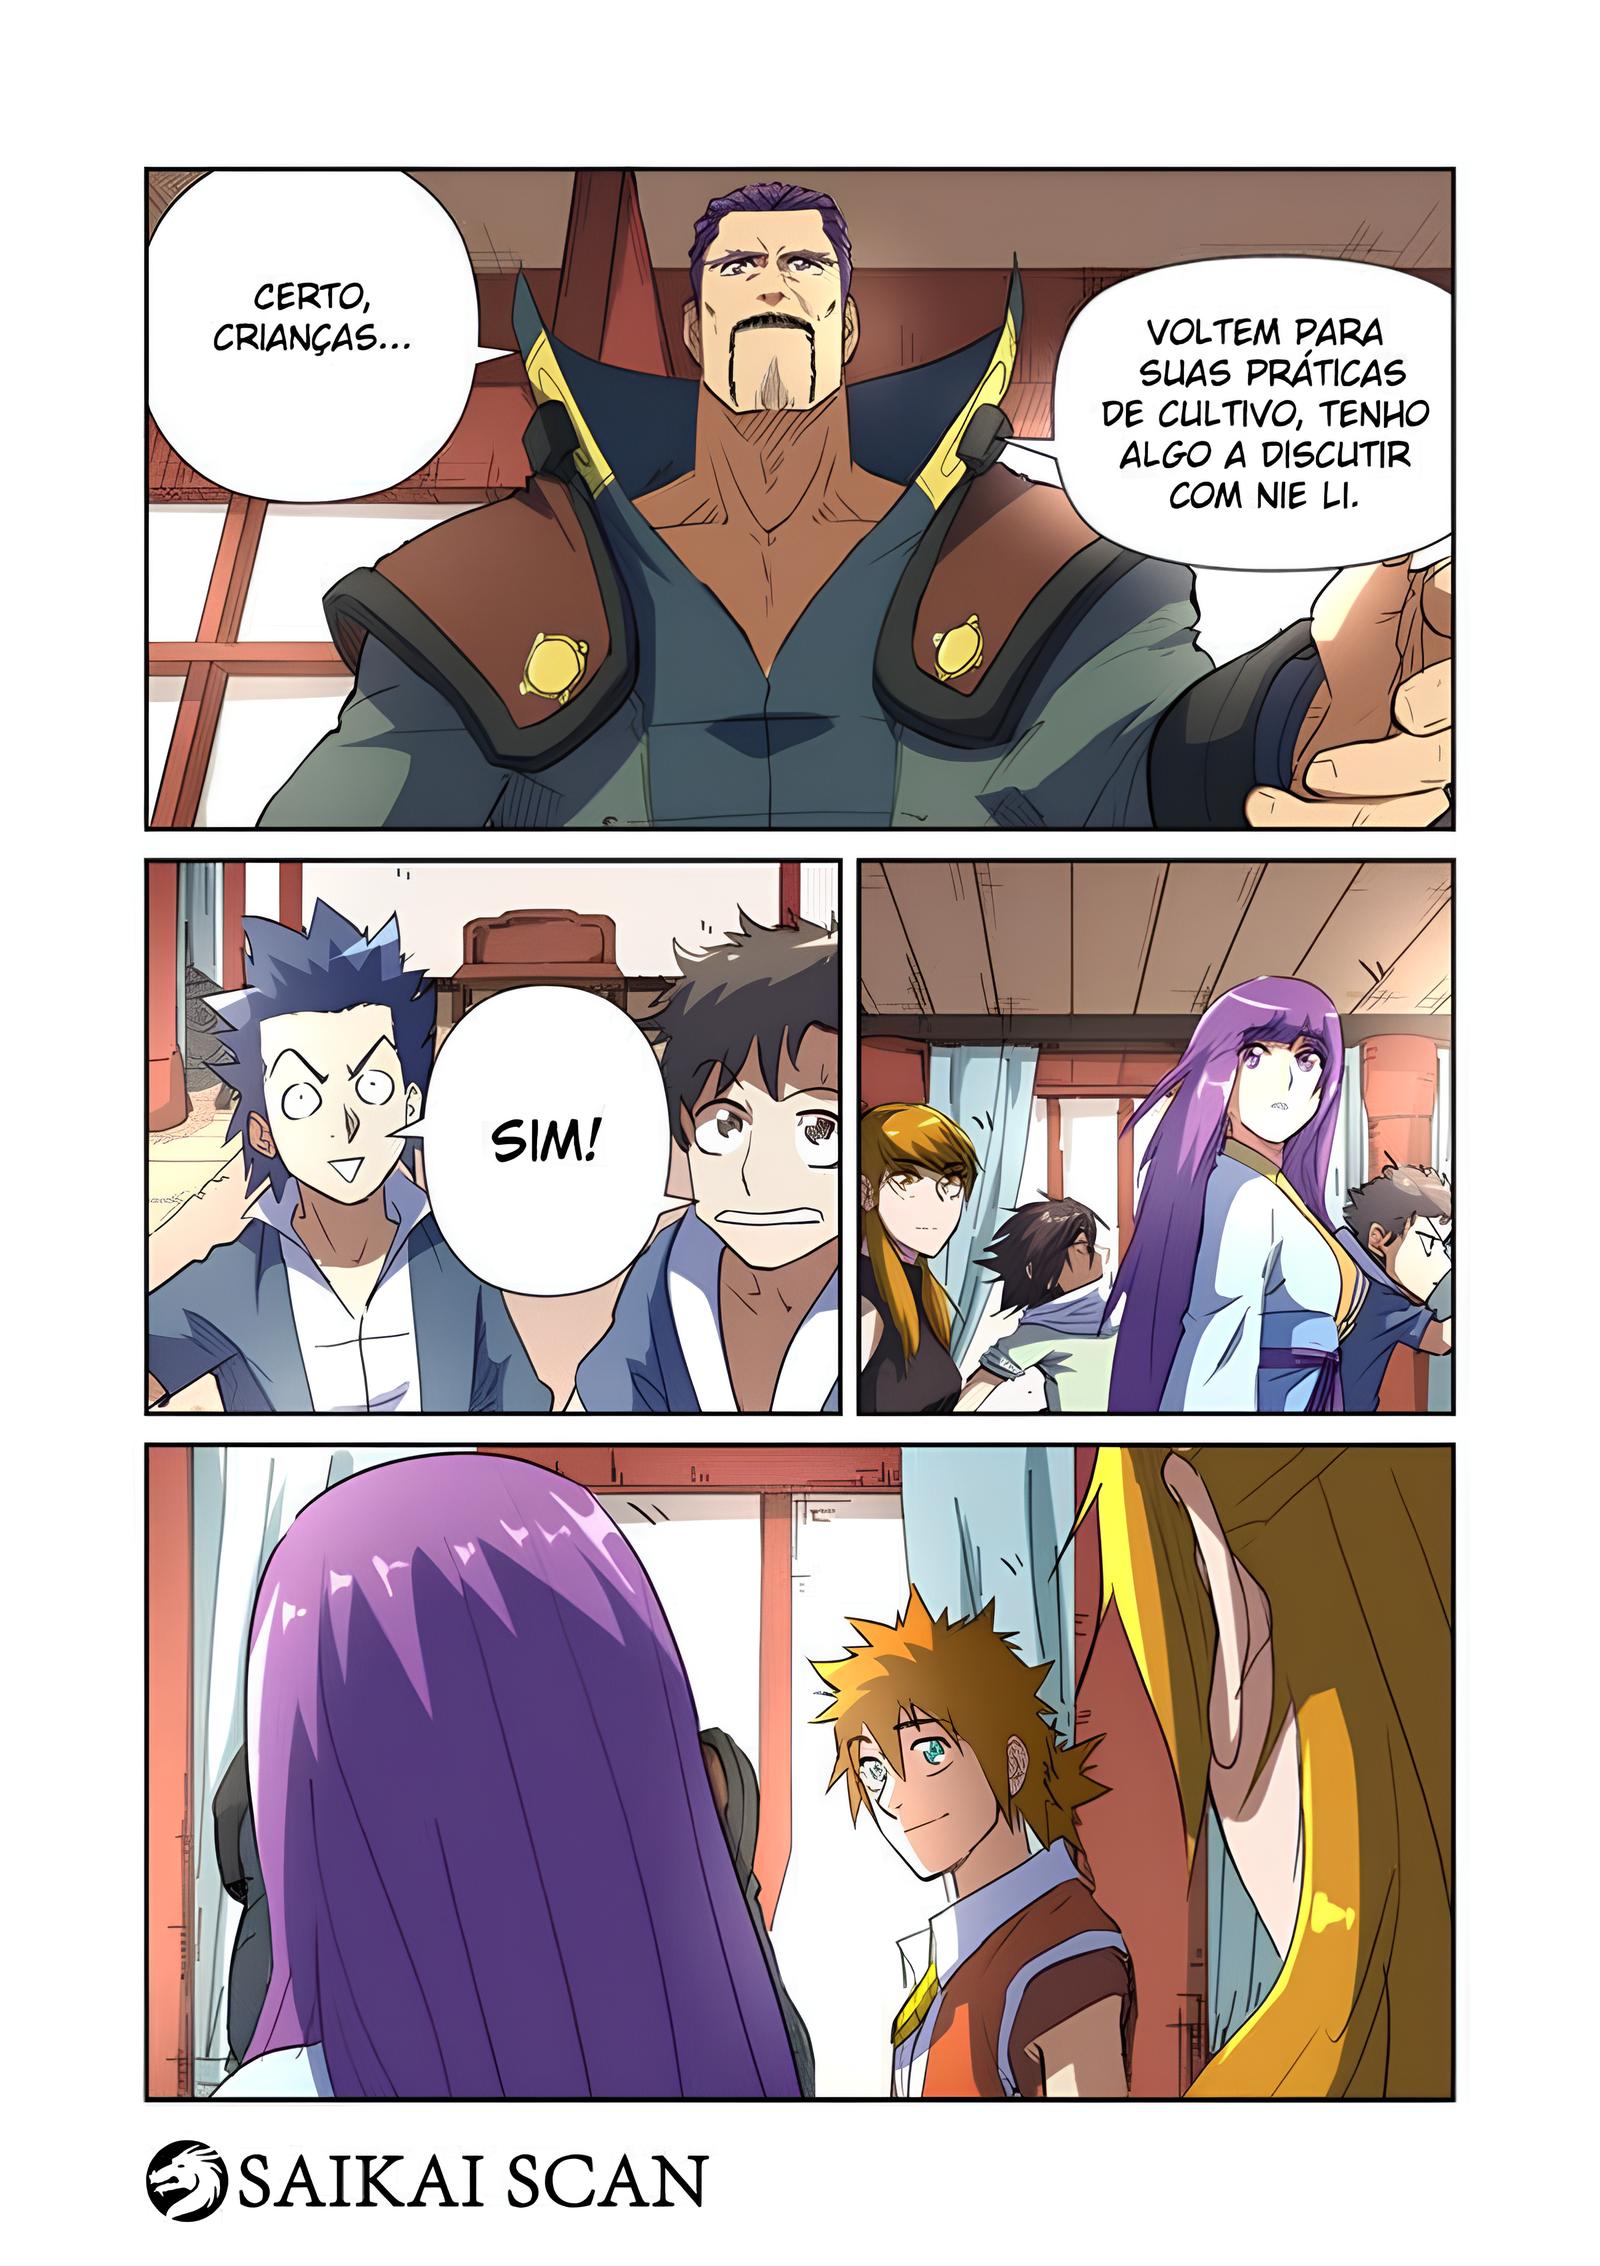 CERTO,
CRIANÇAS...
VOLTEM PARA
SUAS PRÁTICAS
DE CULTIVO, TENHO
ALGO A DISCUTIR
COM NIE LI.
SIM!
SAIKAI SCAN